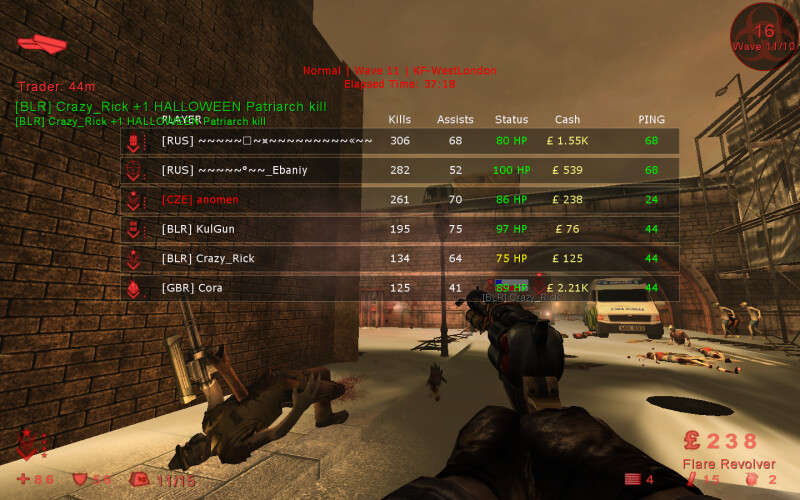 16
Wave 11/10
Normal | Wave 11 | KF-WestLondon
Elapsed Time: 37:18
Trader: 44m
[BLR] Crazy_Rick +1 HALLOWEEN Patriarch kill
[BLR] Crazy_Rick +1 HALLOWEEN Patriarch kill
PLAYER Kills Assists Status Cash PING
[RUS] ~~~~~□~¤~~~~~~~~~«~~ 306 68 80 HP £ 1.55K 68
[RUS] ~~~~~°~~_Ebaniy 282 52 100 HP £ 539 68
[CZE] anomen 261 70 86 HP £ 238 24
[BLR] KulGun 195 75 97 HP £ 76 44
[BLR] Crazy_Rick 134 64 75 HP £ 125 44
[GBR] Cora 125 41 89 HP £ 2.21K 44
[BLR] Crazy_Rick
£ 238
Flare Revolver
86 11/15 4 15 2